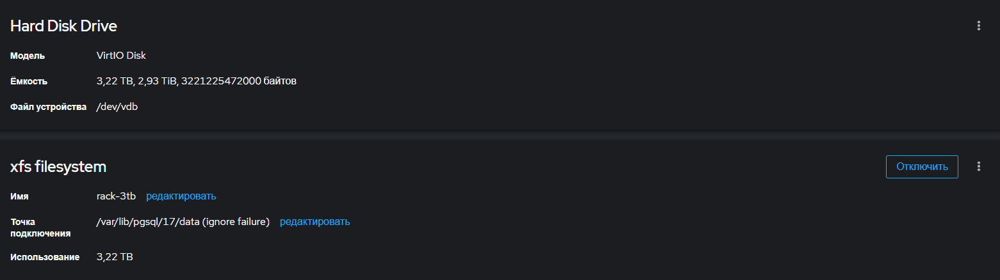 Hard Disk Drive
Модель VirtIO Disk
Ёмкость 3,22 TB, 2,93 TiB, 3221225472000 байтов
Файл устройства /dev/vdb
xfs filesystem Отключить
Имя rack-3tb редактировать
Точка подключения /var/lib/pgsql/17/data (ignore failure) редактировать
Использование 3,22 TB